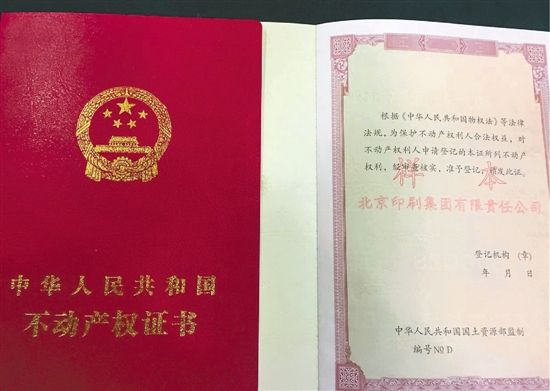 中华人民共和国
不动产权证书
根据《中华人民共和国物权法》等法律
法规，为保护不动产权利人合法权益，对
不动产权利人申请登记的本证所列不动产
权利，经审查核实，准予登记，颁发此证。
样本
北京印刷集团有限责任公司
登记机构（章）
年 月 日
中华人民共和国国土资源部监制
编号 № D